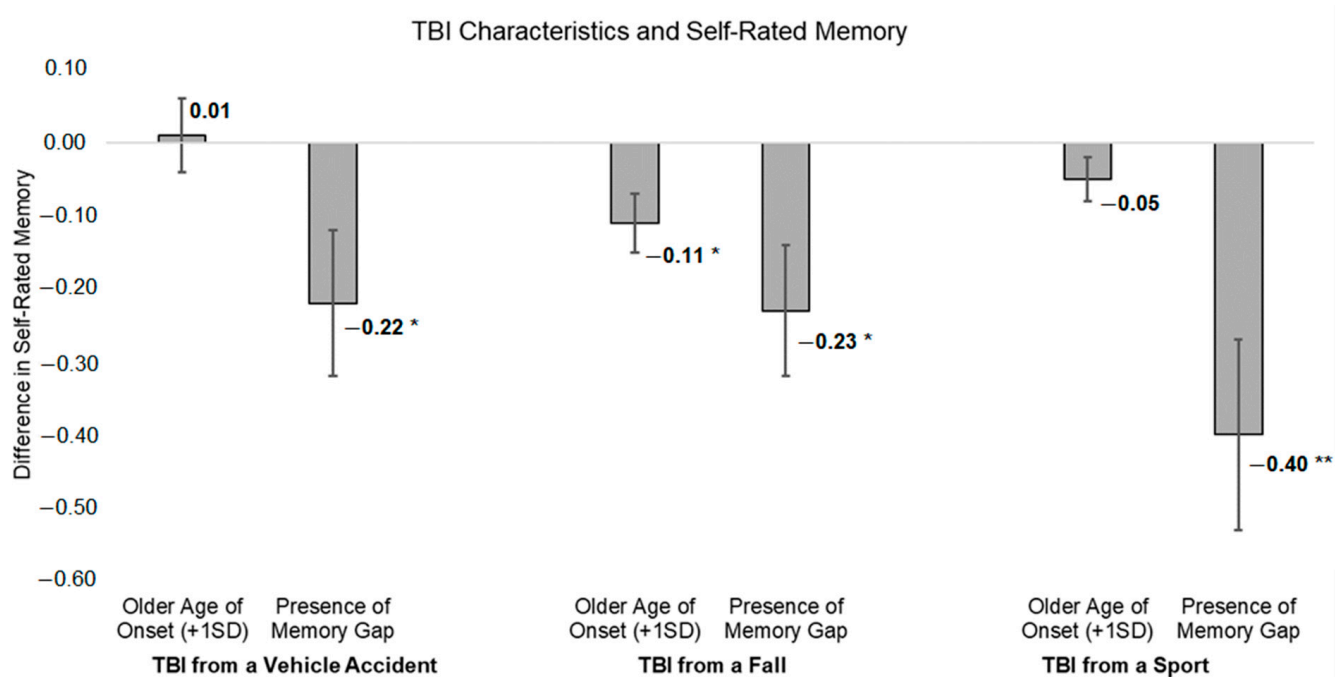 TBI Characteristics and Self-Rated Memory
Difference in Self-Rated Memory
0.10
0.00
−0.10
−0.20
−0.30
−0.40
−0.50
−0.60
0.01
−0.22 *
−0.11 *
−0.23 *
−0.05
−0.40 **
Older Age of
Onset (+1SD)
Presence of
Memory Gap
Older Age of
Onset (+1SD)
Presence of
Memory Gap
Older Age of
Onset (+1SD)
Presence of
Memory Gap
TBI from a Vehicle Accident
TBI from a Fall
TBI from a Sport